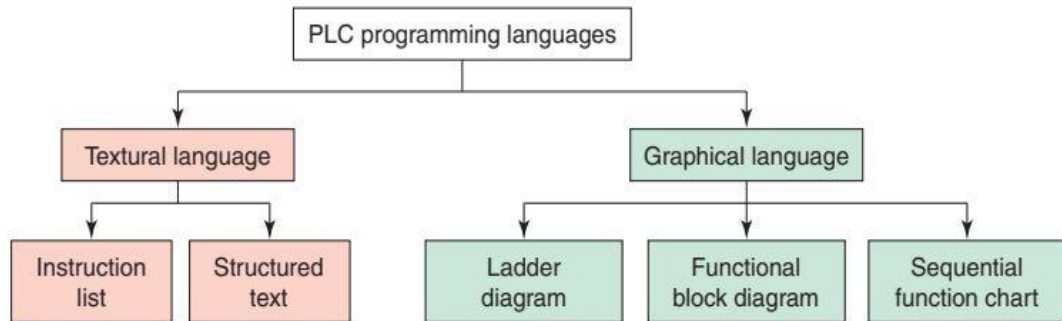 PLC programming languages
Textural language
Graphical language
Instruction
list
Structured
text
Ladder
diagram
Functional
block diagram
Sequential
function chart